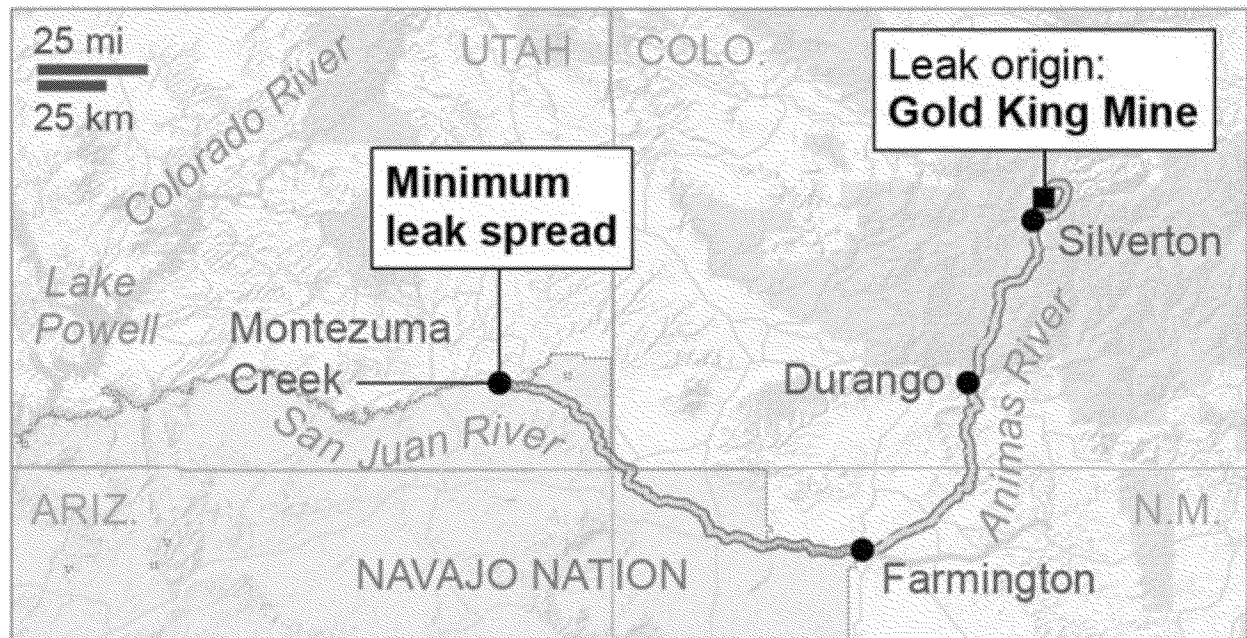 25 mi
25 km
Colorado River
UTAH
COLO.
Leak origin:
Gold King Mine
Minimum
leak spread
Silverton
Lake
Powell
Montezuma
Creek
Durango
Animas River
San Juan River
ARIZ.
N.M.
NAVAJO NATION
Farmington